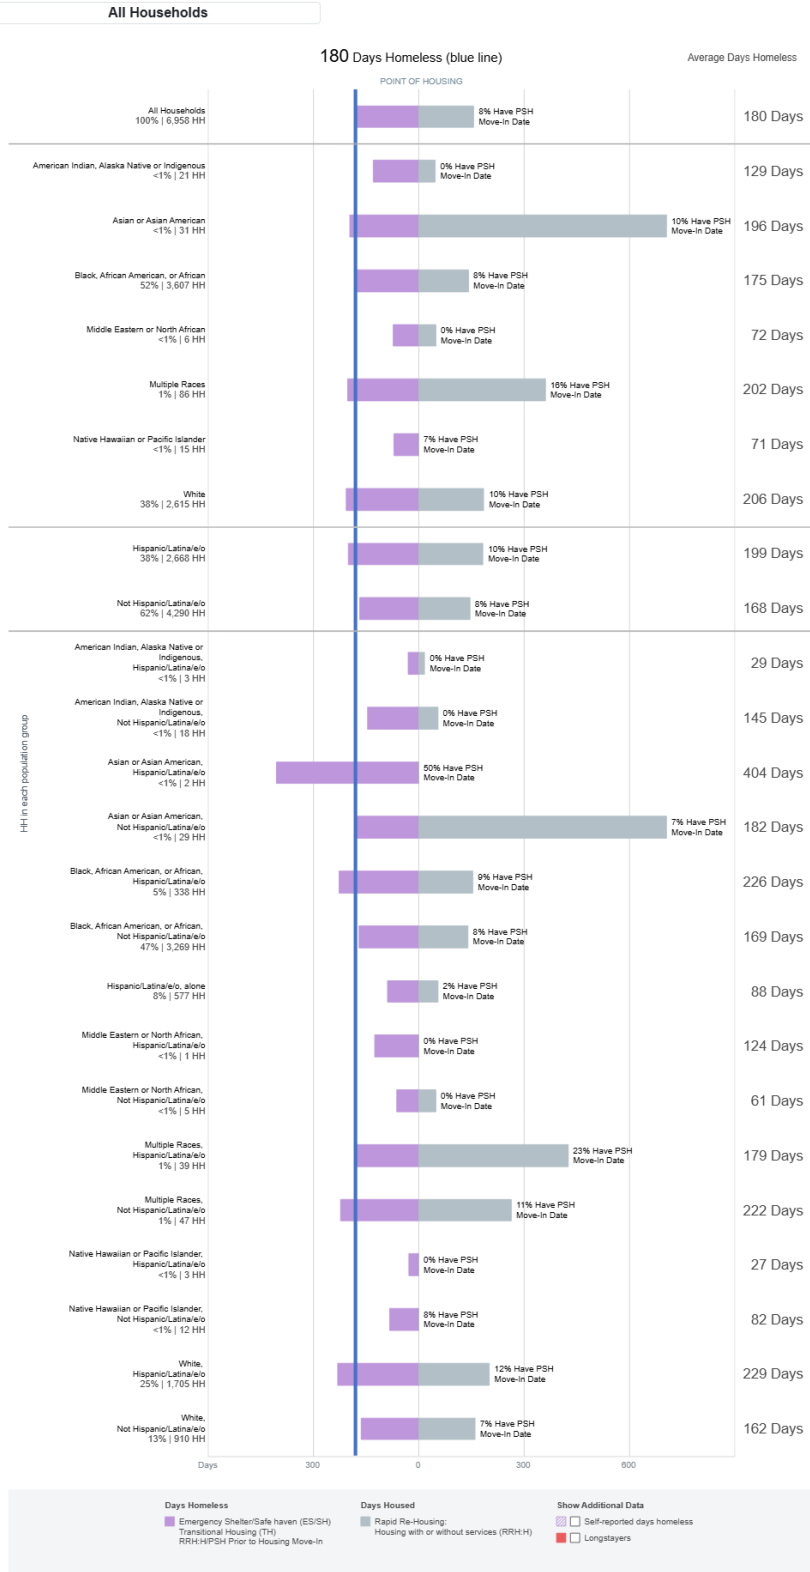 All Households
180 Days Homeless (blue line)
Average Days Homeless
POINT OF HOUSING
All Households
100% | 6,958 HH
8% Have PSH
Move-In Date
180 Days
American Indian, Alaska Native or Indigenous
<1% | 21 HH
0% Have PSH
Move-In Date
129 Days
Asian or Asian American
<1% | 31 HH
10% Have PSH
Move-In Date
196 Days
Black, African American, or African
52% | 3,607 HH
8% Have PSH
Move-In Date
175 Days
Middle Eastern or North African
<1% | 6 HH
0% Have PSH
Move-In Date
72 Days
Multiple Races
1% | 86 HH
16% Have PSH
Move-In Date
202 Days
Native Hawaiian or Pacific Islander
<1% | 15 HH
7% Have PSH
Move-In Date
71 Days
White
38% | 2,615 HH
10% Have PSH
Move-In Date
206 Days
Hispanic/Latina/e/o
38% | 2,668 HH
10% Have PSH
Move-In Date
199 Days
Not Hispanic/Latina/e/o
62% | 4,290 HH
8% Have PSH
Move-In Date
168 Days
HH in each population group
American Indian, Alaska Native or
Indigenous,
Hispanic/Latina/e/o
<1% | 3 HH
0% Have PSH
Move-In Date
29 Days
American Indian, Alaska Native or
Indigenous,
Not Hispanic/Latina/e/o
<1% | 18 HH
0% Have PSH
Move-In Date
145 Days
Asian or Asian American,
Hispanic/Latina/e/o
<1% | 2 HH
50% Have PSH
Move-In Date
404 Days
Asian or Asian American,
Not Hispanic/Latina/e/o
<1% | 29 HH
7% Have PSH
Move-In Date
182 Days
Black, African American, or African,
Hispanic/Latina/e/o
5% | 338 HH
9% Have PSH
Move-In Date
226 Days
Black, African American, or African,
Not Hispanic/Latina/e/o
47% | 3,269 HH
8% Have PSH
Move-In Date
169 Days
Hispanic/Latina/e/o, alone
8% | 577 HH
2% Have PSH
Move-In Date
88 Days
Middle Eastern or North African,
Hispanic/Latina/e/o
<1% | 1 HH
0% Have PSH
Move-In Date
124 Days
Middle Eastern or North African,
Not Hispanic/Latina/e/o
<1% | 5 HH
0% Have PSH
Move-In Date
61 Days
Multiple Races,
Hispanic/Latina/e/o
1% | 39 HH
23% Have PSH
Move-In Date
179 Days
Multiple Races,
Not Hispanic/Latina/e/o
1% | 47 HH
11% Have PSH
Move-In Date
222 Days
Native Hawaiian or Pacific Islander,
Hispanic/Latina/e/o
<1% | 3 HH
0% Have PSH
Move-In Date
27 Days
Native Hawaiian or Pacific Islander,
Not Hispanic/Latina/e/o
<1% | 12 HH
8% Have PSH
Move-In Date
82 Days
White,
Hispanic/Latina/e/o
25% | 1,705 HH
12% Have PSH
Move-In Date
229 Days
White,
Not Hispanic/Latina/e/o
13% | 910 HH
7% Have PSH
Move-In Date
162 Days
Days 300 0 300 600
Days Homeless
Emergency Shelter/Safe haven (ES/SH)
Transitional Housing (TH)
RRH:H/PSH Prior to Housing Move-In
Days Housed
Rapid Re-Housing:
Housing with or without services (RRH:H)
Show Additional Data
Self-reported days homeless
Longstayers